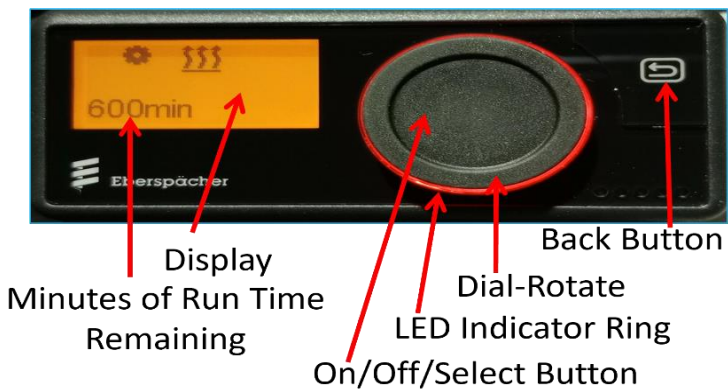 600min
Eberspächer
Display
Minutes of Run Time
Remaining
Back Button
Dial-Rotate
LED Indicator Ring
On/Off/Select Button